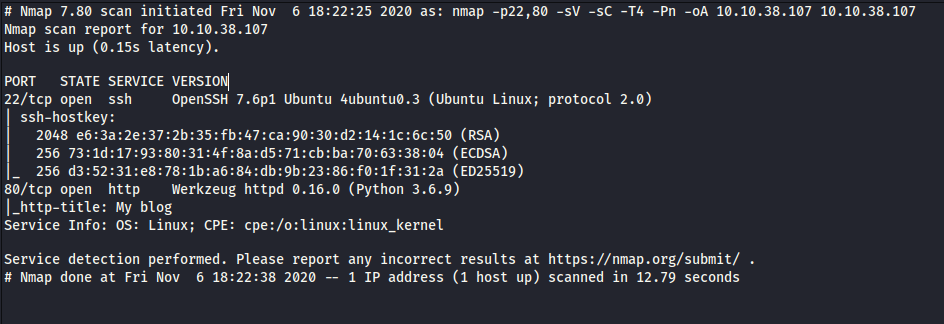 # Nmap 7.80 scan initiated Fri Nov  6 18:22:25 2020 as: nmap -p22,80 -sV -sC -T4 -Pn -oA 10.10.38.107 10.10.38.107
Nmap scan report for 10.10.38.107
Host is up (0.15s latency).

PORT   STATE SERVICE VERSION
22/tcp open  ssh     OpenSSH 7.6p1 Ubuntu 4ubuntu0.3 (Ubuntu Linux; protocol 2.0)
| ssh-hostkey:
|   2048 e6:3a:2e:37:2b:35:fb:47:ca:90:30:d2:14:1c:6c:50 (RSA)
|   256 73:1d:17:93:80:31:4f:8a:d5:71:cb:ba:70:63:38:04 (ECDSA)
|_  256 d3:52:31:e8:78:1b:a6:84:db:9b:23:86:f0:1f:31:2a (ED25519)
80/tcp open  http    Werkzeug httpd 0.16.0 (Python 3.6.9)
|_http-title: My blog
Service Info: OS: Linux; CPE: cpe:/o:linux:linux_kernel

Service detection performed. Please report any incorrect results at https://nmap.org/submit/ .
# Nmap done at Fri Nov  6 18:22:38 2020 -- 1 IP address (1 host up) scanned in 12.79 seconds